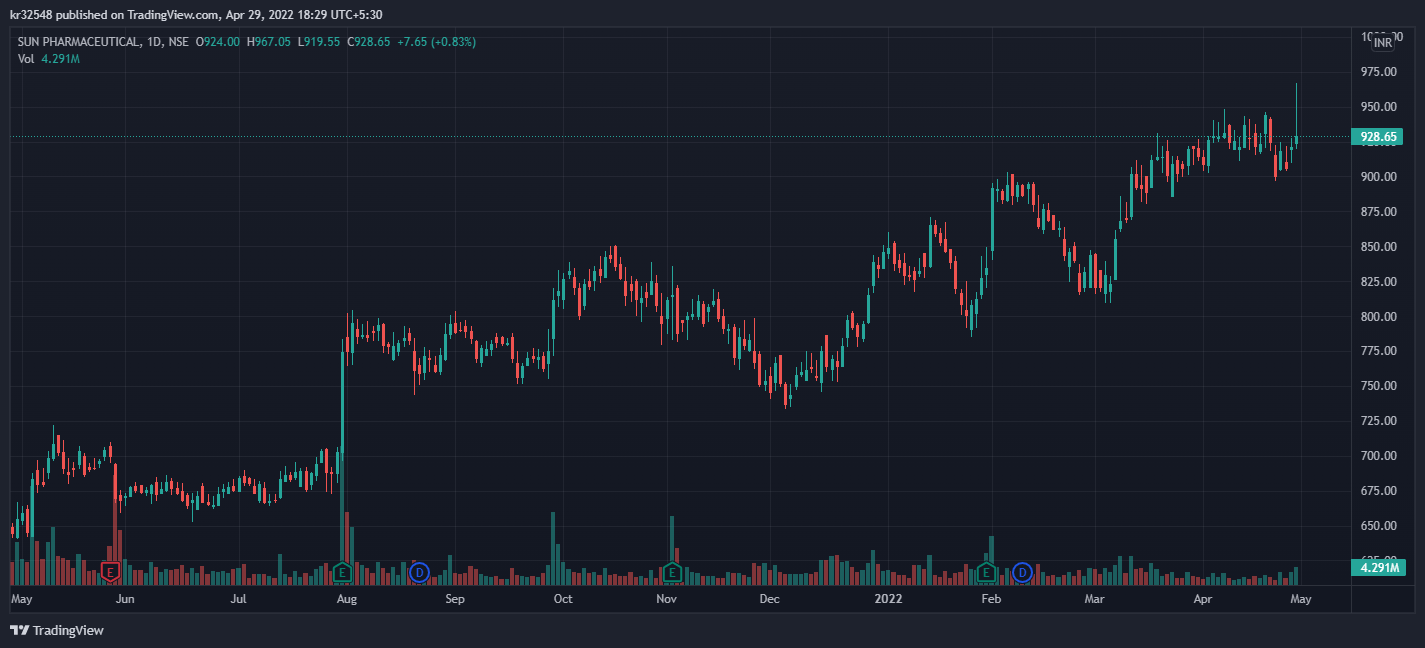 kr32548 published on TradingView.com, Apr 29, 2022 18:29 UTC+5:30
SUN PHARMACEUTICAL, 1D, NSE O924.00 H967.05 L919.55 C928.65 +7.65 (+0.83%)
Vol 4.291M
INR
975.00
950.00
928.65
900.00
875.00
850.00
825.00
800.00
775.00
750.00
725.00
700.00
675.00
650.00
4.291M
E E D E E D
May Jun Jul Aug Sep Oct Nov Dec 2022 Feb Mar Apr May
TradingView